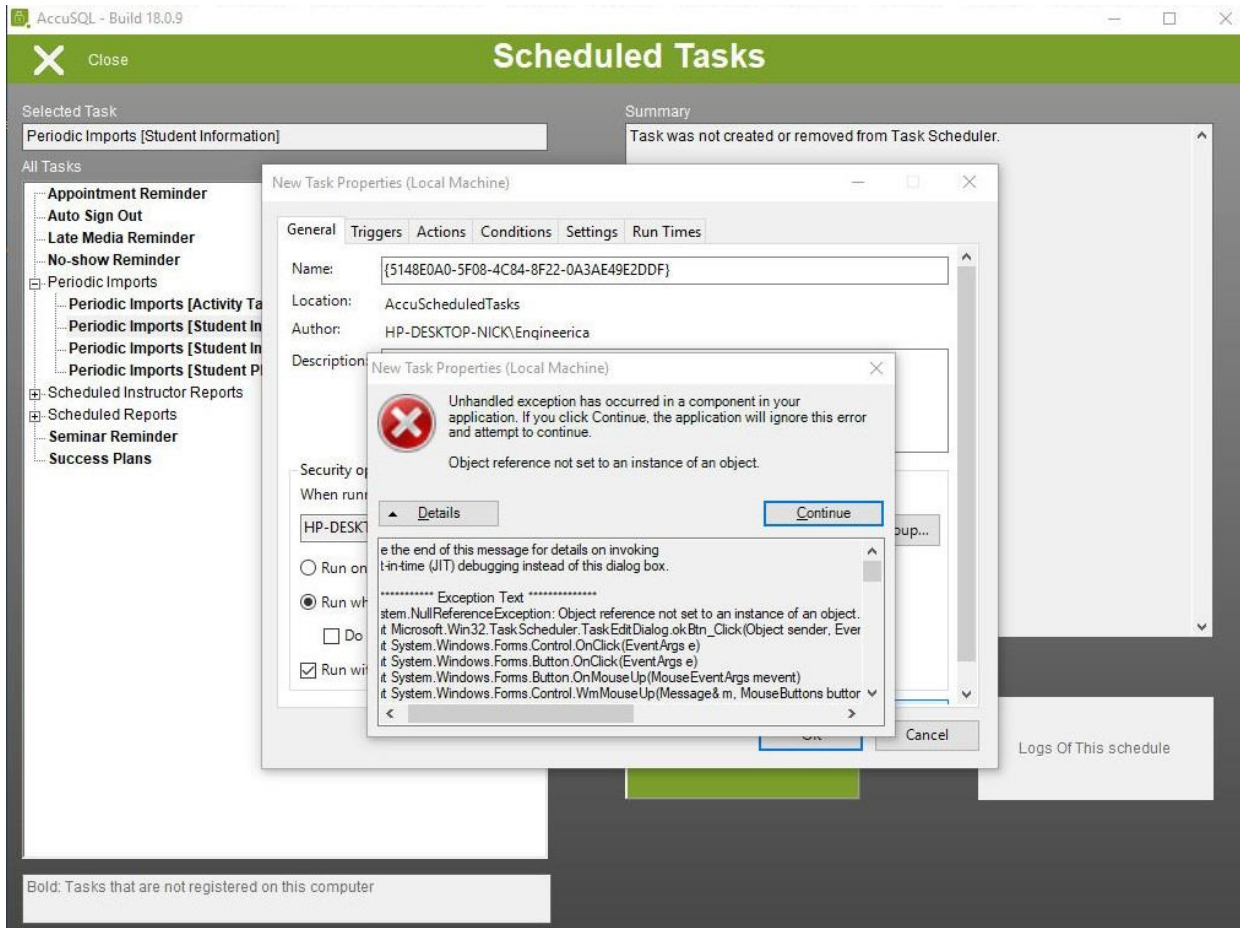 AccuSQL - Build 18.0.9
Close
Scheduled Tasks
Selected Task
Periodic Imports [Student Information]
Summary
Task was not created or removed from Task Scheduler.
All Tasks
Appointment Reminder
Auto Sign Out
Late Media Reminder
No-show Reminder
Periodic Imports
Periodic Imports [Activity Ta
Periodic Imports [Student In
Periodic Imports [Student In
Periodic Imports [Student Pl
Scheduled Instructor Reports
Scheduled Reports
Seminar Reminder
Success Plans
Bold: Tasks that are not registered on this computer
New Task Properties (Local Machine)
General Triggers Actions Conditions Settings Run Times
Name: {5148E0A0-5F08-4C84-8F22-0A3AE49E2DDF}
Location: AccuScheduledTasks
Author: HP-DESKTOP-NICK\Engineerica
Description:
Security op
When runn
HP-DESKT
oup...
Run on
Run wh
Do
Run wit
OK
Cancel
New Task Properties (Local Machine)
Unhandled exception has occurred in a component in your
application. If you click Continue, the application will ignore this error
and attempt to continue.
Object reference not set to an instance of an object.
Details
Continue
e the end of this message for details on invoking
t-in-time (JIT) debugging instead of this dialog box.
************** Exception Text **************
stem.NullReferenceException: Object reference not set to an instance of an object.
at Microsoft.Win32.TaskScheduler.TaskEditDialog.okBtn_Click(Object sender, Ever
at System.Windows.Forms.Control.OnClick(EventArgs e)
at System.Windows.Forms.Button.OnClick(EventArgs e)
at System.Windows.Forms.Button.OnMouseUp(MouseEventArgs mevent)
at System.Windows.Forms.Control.WmMouseUp(Message& m, MouseButtons buttor
Logs Of This schedule